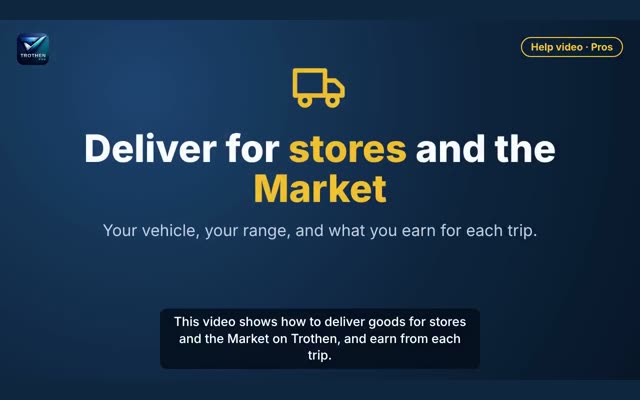 TROTHEN
Help video · Pros
Deliver for stores and the
Market
Your vehicle, your range, and what you earn for each trip.
This video shows how to deliver goods for stores
and the Market on Trothen, and earn from each
trip.